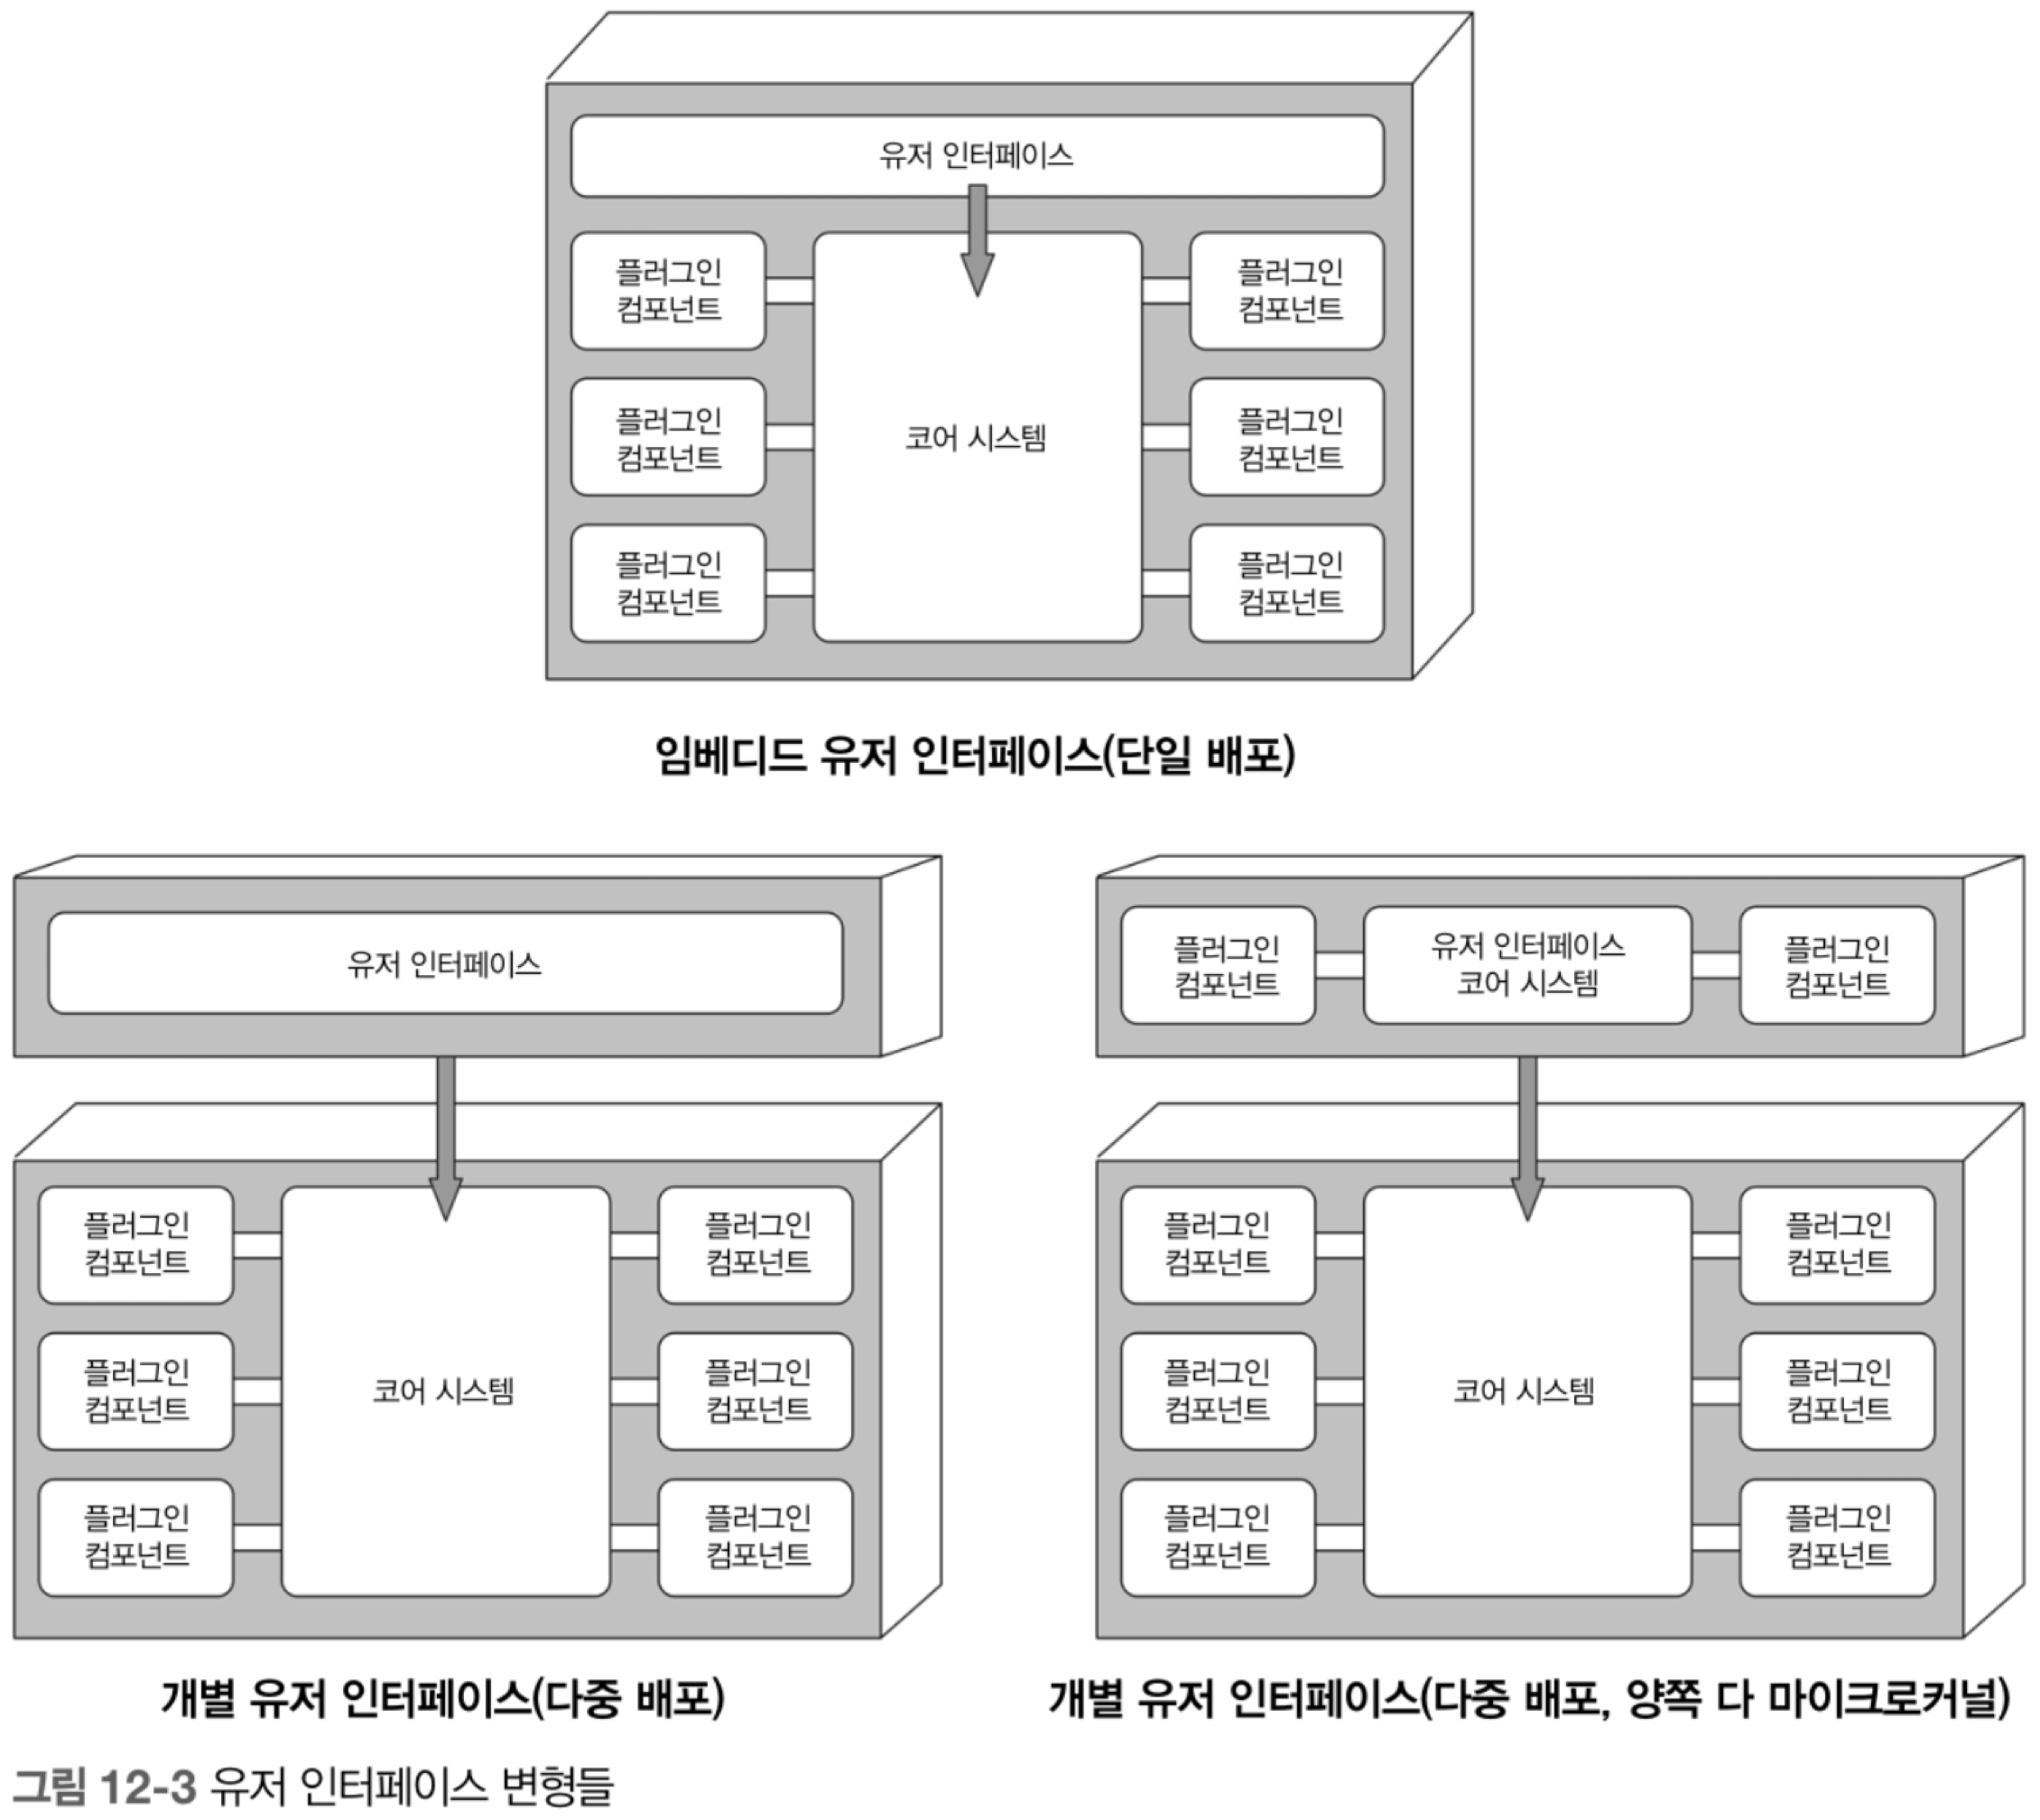 유저 인터페이스
플러그인
컴포넌트
플러그인
컴포넌트
플러그인
컴포넌트
코어 시스템
플러그인
컴포넌트
플러그인
컴포넌트
플러그인
컴포넌트
임베디드 유저 인터페이스(단일 배포)
유저 인터페이스
플러그인
컴포넌트
플러그인
컴포넌트
플러그인
컴포넌트
코어 시스템
플러그인
컴포넌트
플러그인
컴포넌트
플러그인
컴포넌트
개별 유저 인터페이스(다중 배포)
플러그인
컴포넌트
유저 인터페이스
코어 시스템
플러그인
컴포넌트
플러그인
컴포넌트
플러그인
컴포넌트
플러그인
컴포넌트
코어 시스템
플러그인
컴포넌트
플러그인
컴포넌트
플러그인
컴포넌트
개별 유저 인터페이스(다중 배포, 양쪽 다 마이크로커널)
그림 12-3 유저 인터페이스 변형들